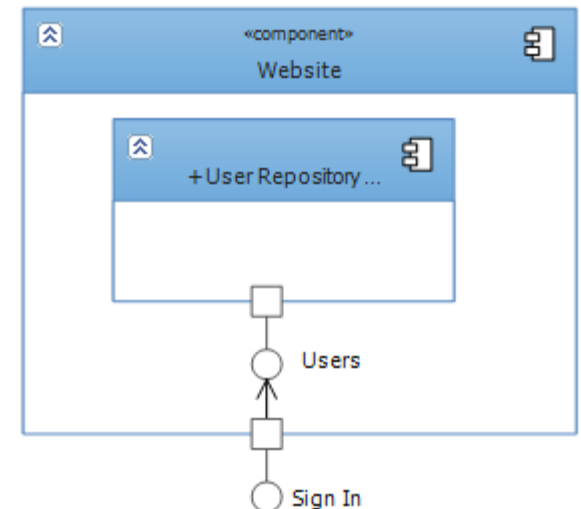 «component»
Website
+User Repository ...
Users
Sign In